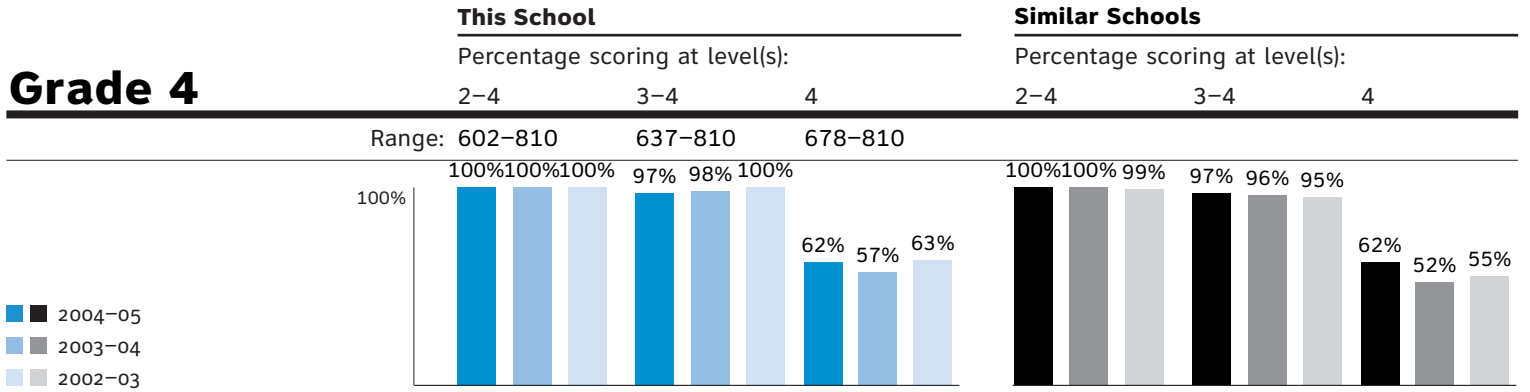 This School Similar Schools
Percentage scoring at level(s): Percentage scoring at level(s):
Grade 4 2–4 3–4 4 2–4 3–4 4
Range: 602–810 637–810 678–810
100% 100% 100% 97% 98% 100% 62% 57% 63% 100% 100% 99% 97% 96% 95% 62% 52% 55%
100%
2004–05
2003–04
2002–03